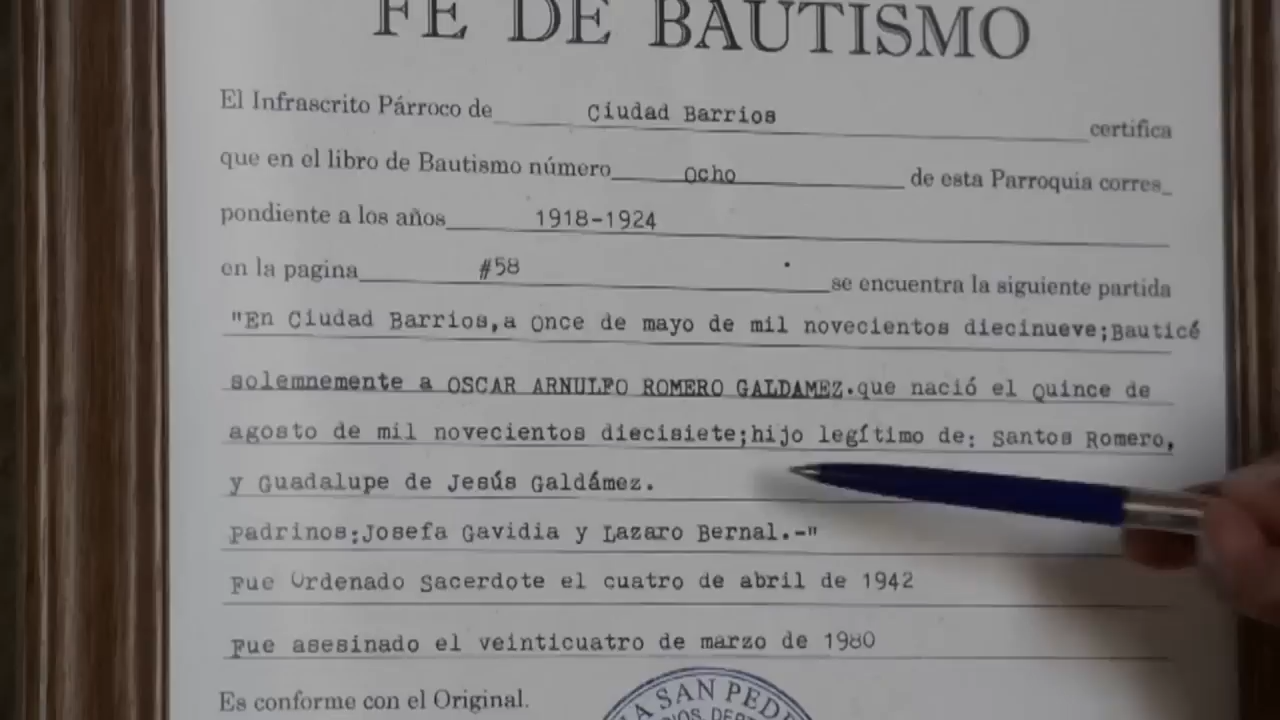 FE DE BAUTISMO
El Infrascrito Párroco de Ciudad Barrios certifica
que en el libro de Bautismo número Ocho de esta Parroquia corres_
pondiente a los años 1918-1924
en la pagina #58 se encuentra la siguiente partida
"En Ciudad Barrios,a Once de mayo de mil novecientos diecinueve;Bauticé
solemnemente a OSCAR ARNULFO ROMERO GALDAMEZ.que nació el Quince de
agosto de mil novecientos diecisiete;hijo legítimo de: Santos Romero,
y Guadalupe de Jesús Galdámez.
Padrinos:Josefa Gavidia y Lazaro Bernal.-"
Fue Ordenado Sacerdote el cuatro de abril de 1942
Fue asesinado el veinticuatro de marzo de 1980
Es conforme con el Original.
SAN PED